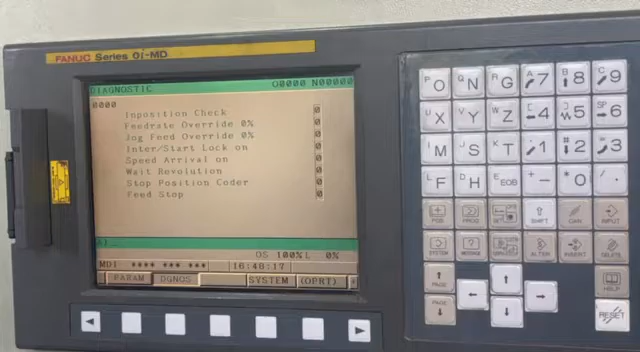 FANUC Series 0i-MD
DIAGNOSTIC O0000 N00000
0000
Inposition Check 0
Feedrate Override 0% 0
Jog Feed Override 0% 0
Inter/Start Lock on 0
Speed Arrival on 0
Wait Revolution 0
Stop Position Coder 0
Feed Stop 0
A)_
OS 100% L 0%
MDI **** *** *** 16:40:17
PARAM DGNOS SYSTEM (OPRT)
P O Q N R G A 7 B 8 C 9
U X V Y W Z [ 4 ] 5 SP 6
I M J S K T 1 # 2 = 3
L F D H E EOB + - * 0 / .
POS PROG SHIFT CAN INPUT
SYSTEM MESSAGE ALTER INSERT DELETE
PAGE HELP
PAGE RESET